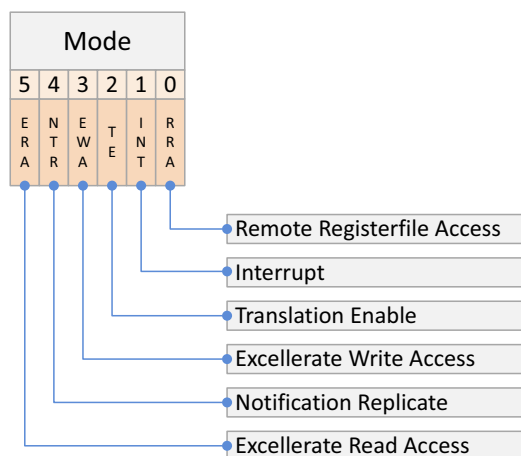 Mode
5 4 3 2 1 0
ERA NTR EWA TE INT RRA
Remote Registerfile Access
Interrupt
Translation Enable
Excellerate Write Access
Notification Replicate
Excellerate Read Access